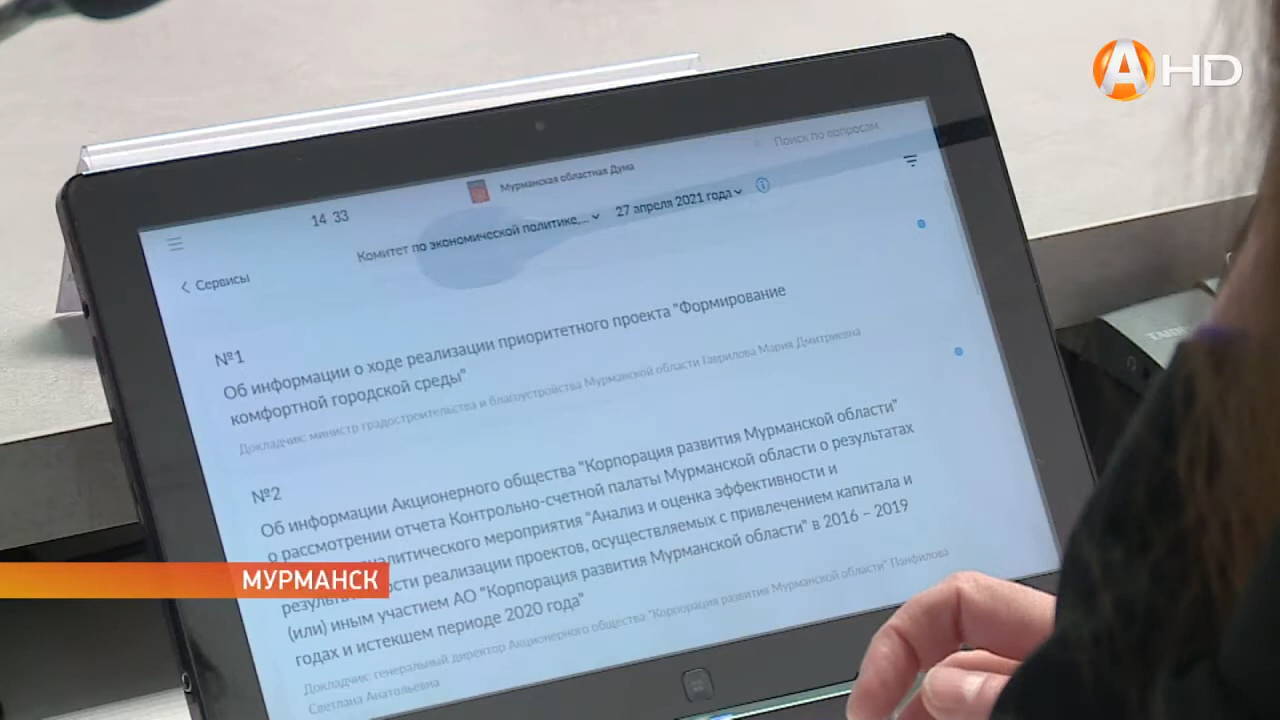 А HD
Поиск по вопросам
Мурманская областная Дума
14 33
Комитет по экономической политике,... 27 апреля 2021 года
Сервисы
№1
Об информации о ходе реализации приоритетного проекта "Формирование
комфортной городской среды"
Докладчик: министр градостроительства и благоустройства Мурманской области Гаврилова Мария Дмитриевна
№2
Об информации Акционерного общества "Корпорация развития Мурманской области"
о рассмотрении отчета Контрольно-счетной палаты Мурманской области о результатах
мероприятия "Анализ и оценка эффективности и
реализации проектов, осуществляемых с привлечением капитала и
(или) иным участием АО "Корпорация развития Мурманской области" в 2016 – 2019
годах и истекшем периоде 2020 года"
Докладчик: генеральный директор Акционерного общества "Корпорация развития Мурманской области" Панфилова
Светлана Анатольевна
МУРМАНСК